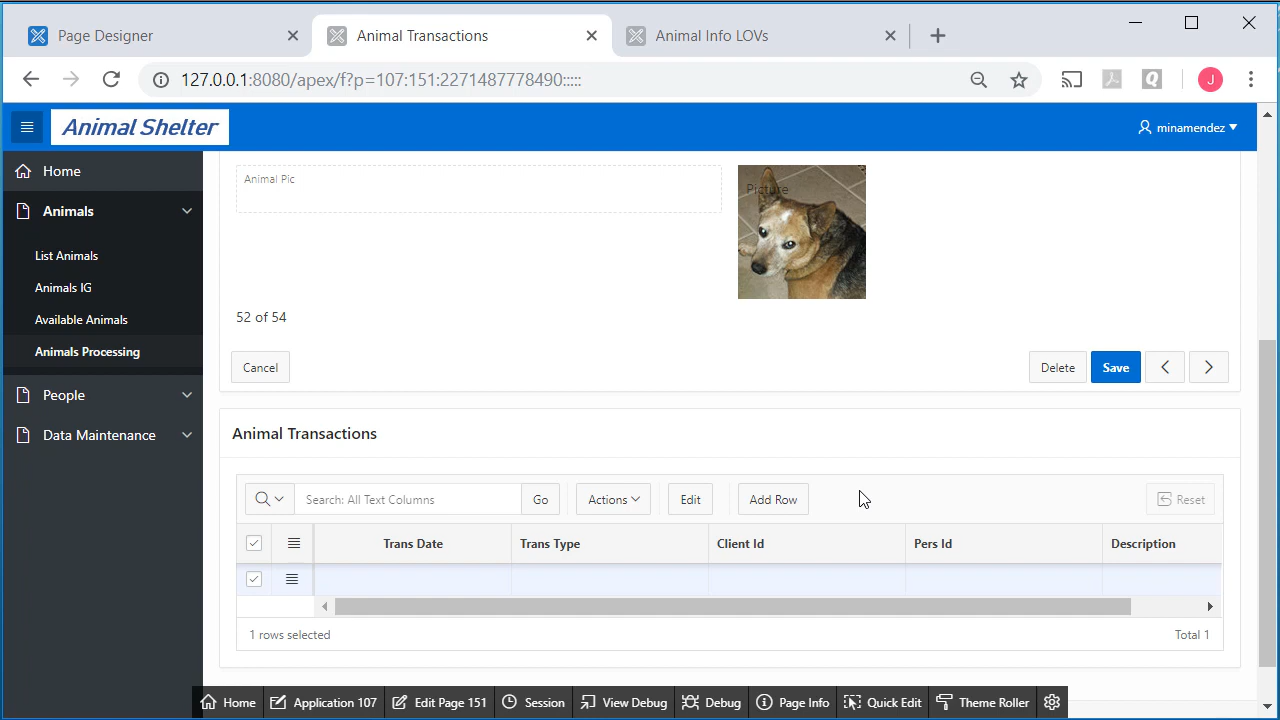 Page Designer
Animal Transactions
Animal Info LOVs
127.0.0.1:8080/apex/f?p=107:151:2271487778490:::::
Q
J
Animal Shelter
minamendez
Home
Animals
List Animals
Animals IG
Available Animals
Animals Processing
People
Data Maintenance
Animal Pic
Picture
52 of 54
Cancel
Delete
Save
Animal Transactions
Search: All Text Columns
Go
Actions
Edit
Add Row
Reset
Trans Date
Trans Type
Client Id
Pers Id
Description
1 rows selected
Total 1
Home
Application 107
Edit Page 151
Session
View Debug
Debug
Page Info
Quick Edit
Theme Roller